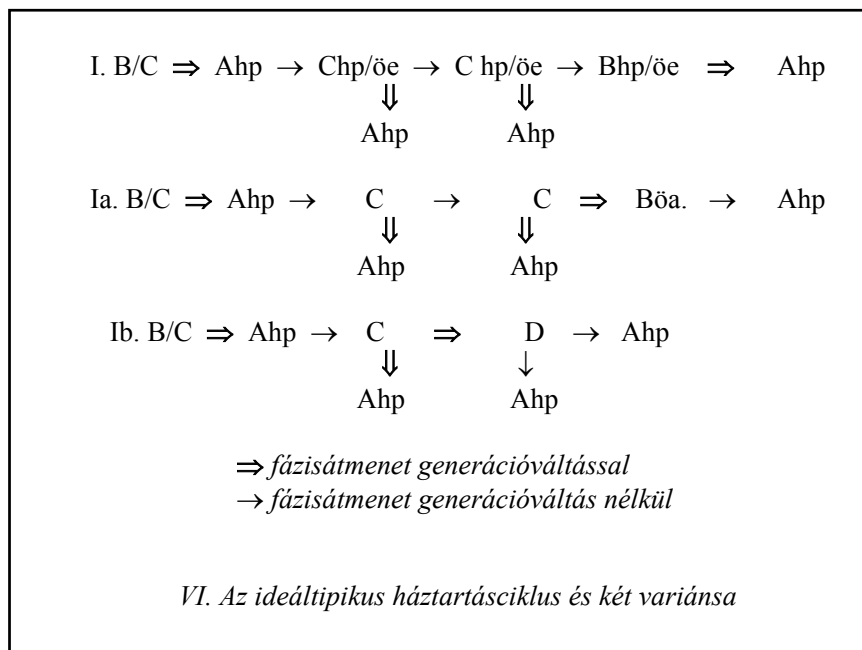 I. B/C ⇒ Ahp → Chp/öe → C hp/öe → Bhp/öe ⇒ Ahp
⇓ ⇓
Ahp Ahp
Ia. B/C ⇒ Ahp → C → C ⇒ Böa. → Ahp
⇓ ⇓
Ahp Ahp
Ib. B/C ⇒ Ahp → C ⇒ D → Ahp
⇓ ↓
Ahp Ahp
⇒ fázisátmenet generációváltással
→ fázisátmenet generációváltás nélkül
VI. Az ideáltipikus háztartásciklus és két variánsa